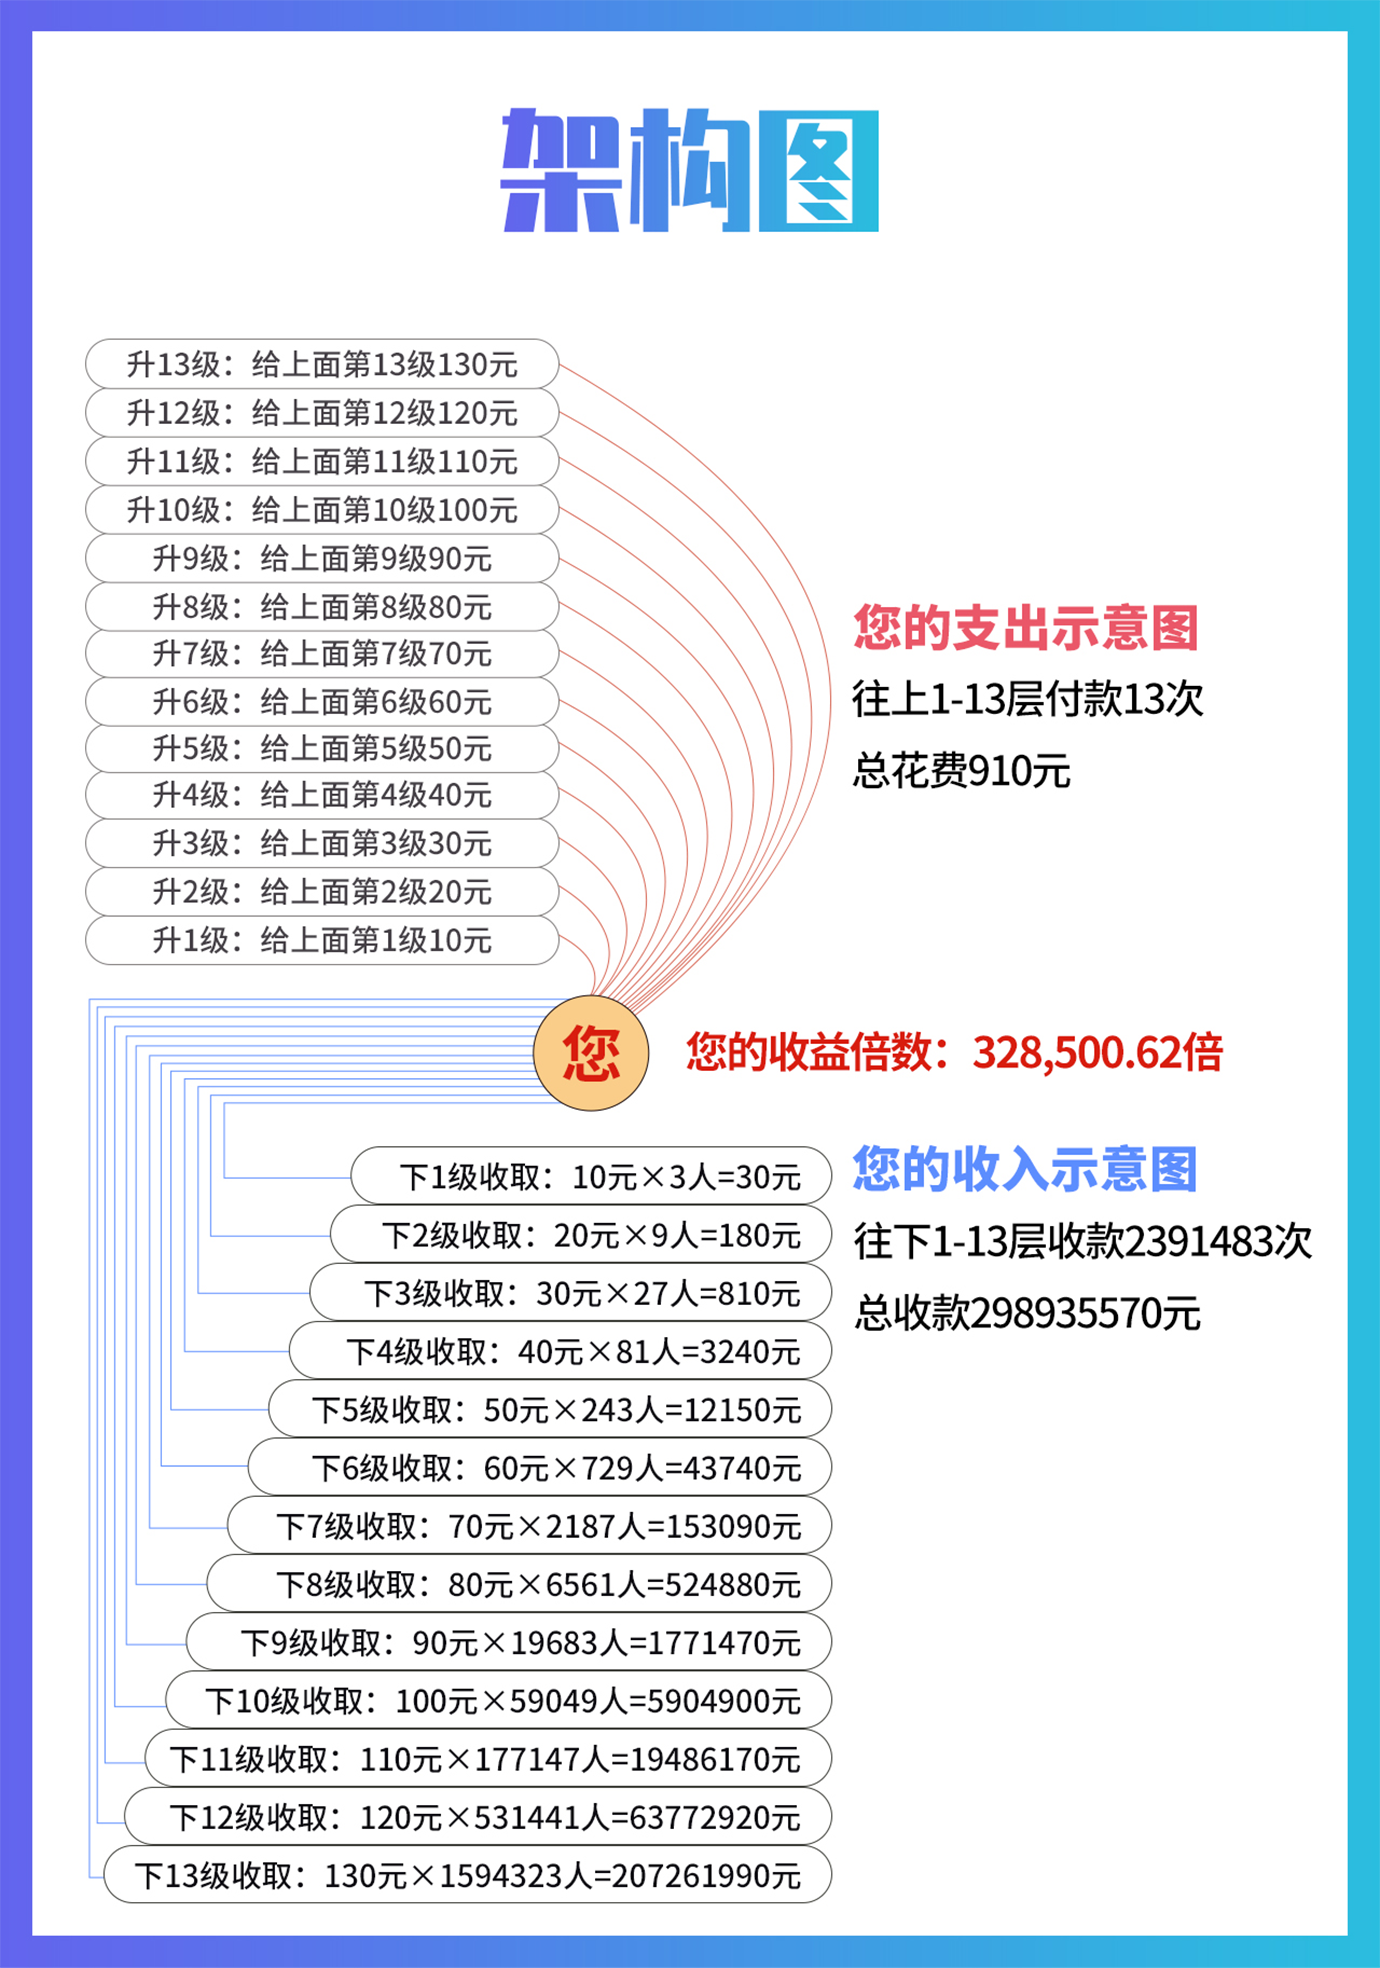 架构图
升13级：给上面第13级130元
升12级：给上面第12级120元
升11级：给上面第11级110元
升10级：给上面第10级100元
升9级：给上面第9级90元
升8级：给上面第8级80元
升7级：给上面第7级70元
升6级：给上面第6级60元
升5级：给上面第5级50元
升4级：给上面第4级40元
升3级：给上面第3级30元
升2级：给上面第2级20元
升1级：给上面第1级10元
您的支出示意图
往上1-13层付款13次
总花费910元
您
您的收益倍数：328,500.62倍
下1级收取：10元×3人=30元
下2级收取：20元×9人=180元
下3级收取：30元×27人=810元
下4级收取：40元×81人=3240元
下5级收取：50元×243人=12150元
下6级收取：60元×729人=43740元
下7级收取：70元×2187人=153090元
下8级收取：80元×6561人=524880元
下9级收取：90元×19683人=1771470元
下10级收取：100元×59049人=5904900元
下11级收取：110元×177147人=19486170元
下12级收取：120元×531441人=63772920元
下13级收取：130元×1594323人=207261990元
您的收入示意图
往下1-13层收款2391483次
总收款298935570元